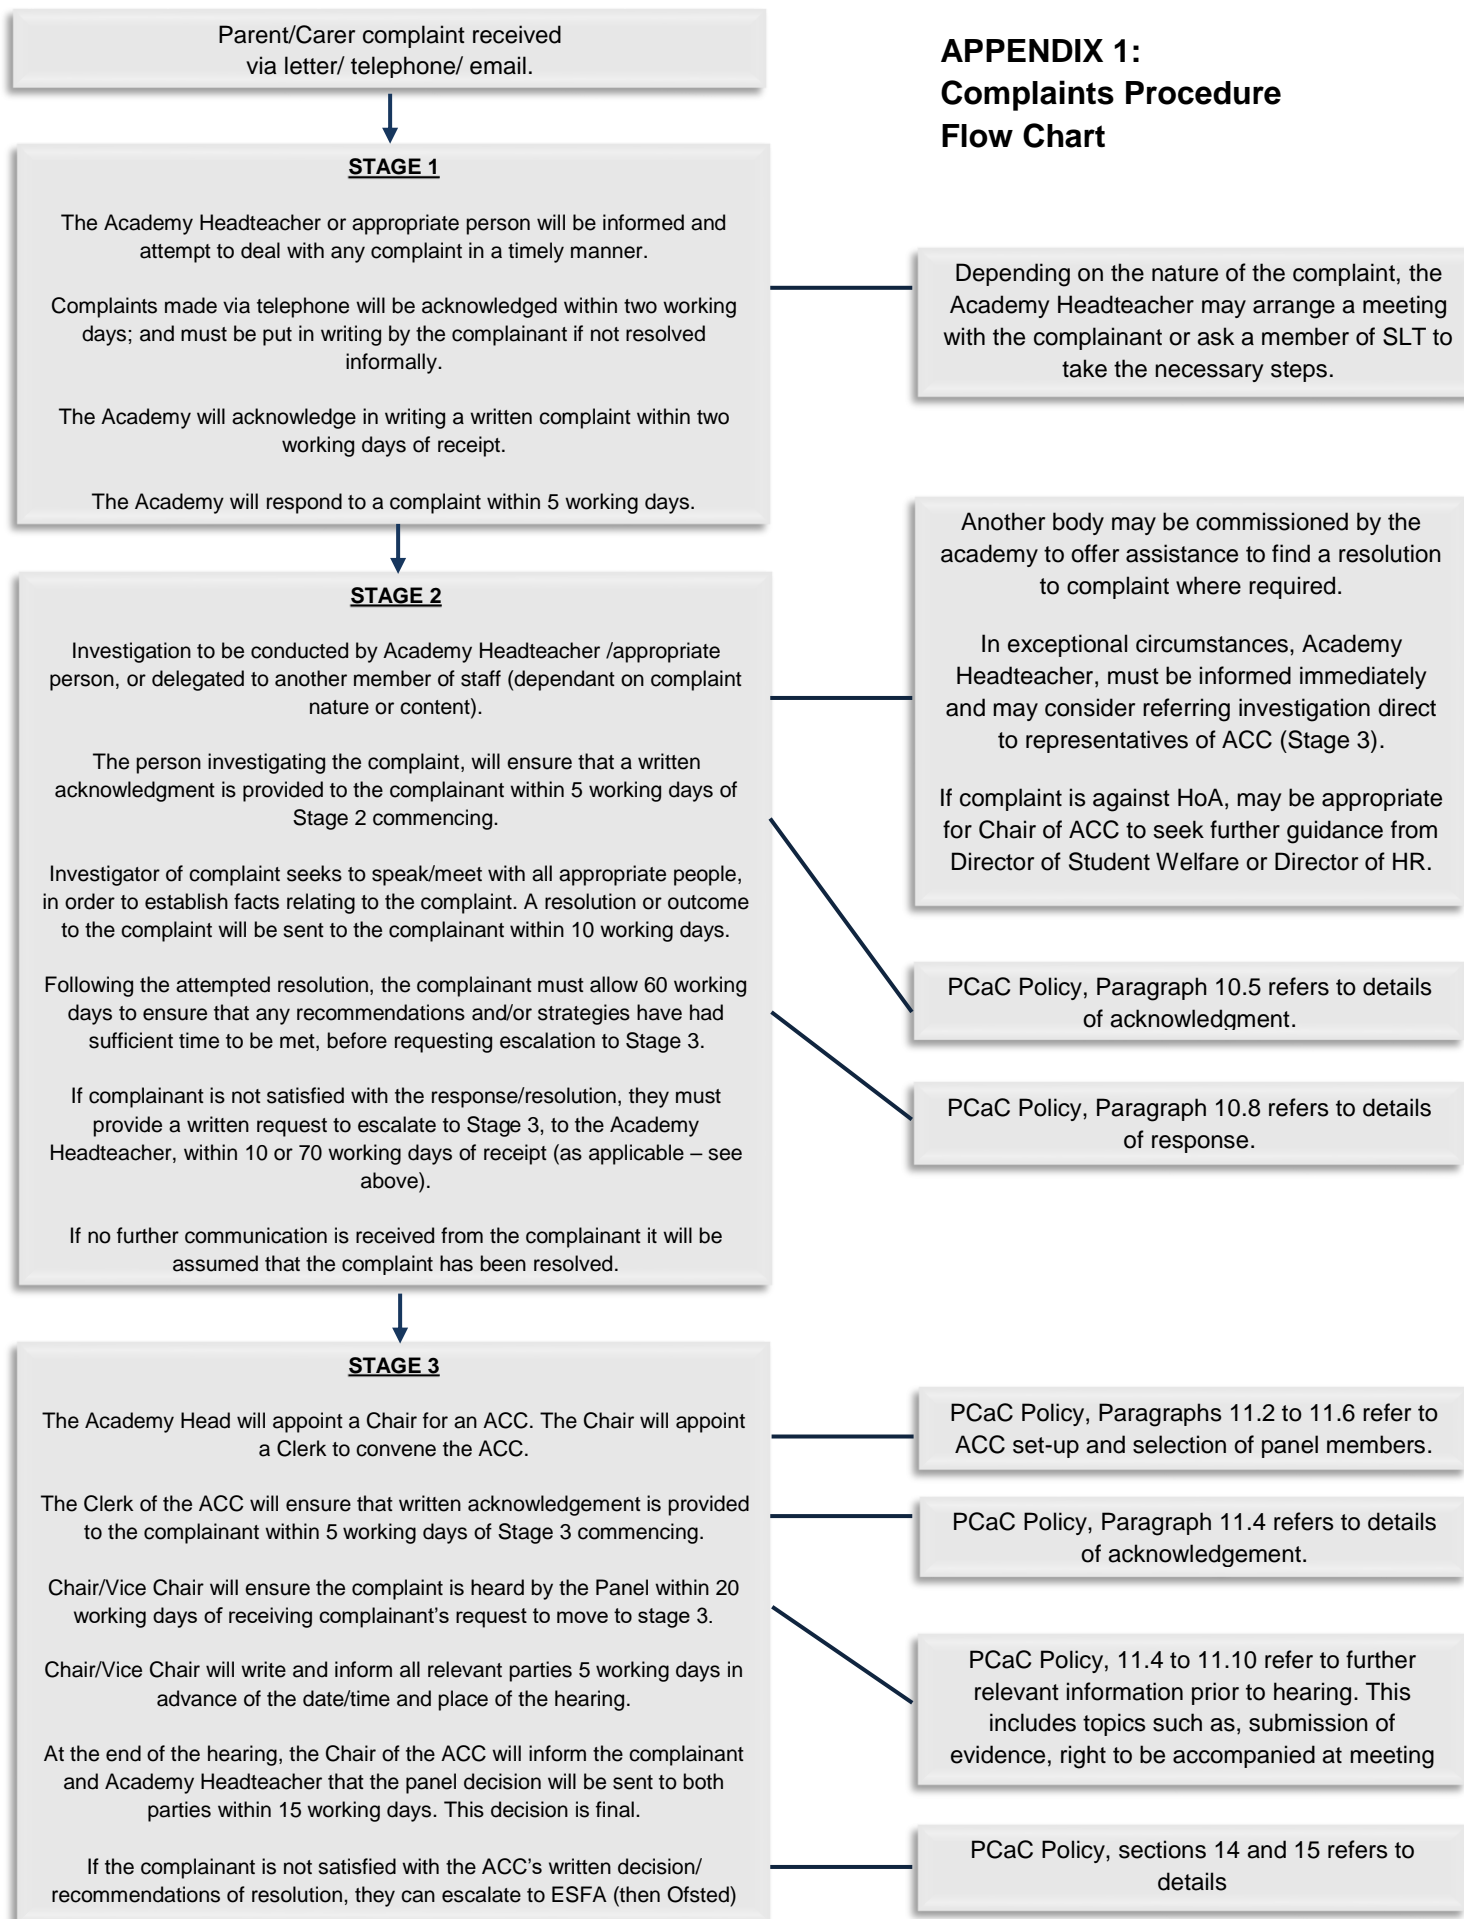 Parent/Carer complaint received
via letter/ telephone/ email.
APPENDIX 1:
Complaints Procedure
Flow Chart
STAGE 1
The Academy Headteacher or appropriate person will be informed and
attempt to deal with any complaint in a timely manner.
Complaints made via telephone will be acknowledged within two working
days; and must be put in writing by the complainant if not resolved
informally.
The Academy will acknowledge in writing a written complaint within two
working days of receipt.
The Academy will respond to a complaint within 5 working days.
Depending on the nature of the complaint, the
Academy Headteacher may arrange a meeting
with the complainant or ask a member of SLT to
take the necessary steps.
STAGE 2
Investigation to be conducted by Academy Headteacher /appropriate
person, or delegated to another member of staff (dependant on complaint
nature or content).
The person investigating the complaint, will ensure that a written
acknowledgment is provided to the complainant within 5 working days of
Stage 2 commencing.
Investigator of complaint seeks to speak/meet with all appropriate people,
in order to establish facts relating to the complaint. A resolution or outcome
to the complaint will be sent to the complainant within 10 working days.
Following the attempted resolution, the complainant must allow 60 working
days to ensure that any recommendations and/or strategies have had
sufficient time to be met, before requesting escalation to Stage 3.
If complainant is not satisfied with the response/resolution, they must
provide a written request to escalate to Stage 3, to the Academy
Headteacher, within 10 or 70 working days of receipt (as applicable – see
above).
If no further communication is received from the complainant it will be
assumed that the complaint has been resolved.
Another body may be commissioned by the
academy to offer assistance to find a resolution
to complaint where required.
In exceptional circumstances, Academy
Headteacher, must be informed immediately
and may consider referring investigation direct
to representatives of ACC (Stage 3).
If complaint is against HoA, may be appropriate
for Chair of ACC to seek further guidance from
Director of Student Welfare or Director of HR.
PCaC Policy, Paragraph 10.5 refers to details
of acknowledgment.
PCaC Policy, Paragraph 10.8 refers to details
of response.
STAGE 3
The Academy Head will appoint a Chair for an ACC. The Chair will appoint
a Clerk to convene the ACC.
The Clerk of the ACC will ensure that written acknowledgement is provided
to the complainant within 5 working days of Stage 3 commencing.
Chair/Vice Chair will ensure the complaint is heard by the Panel within 20
working days of receiving complainant’s request to move to stage 3.
Chair/Vice Chair will write and inform all relevant parties 5 working days in
advance of the date/time and place of the hearing.
At the end of the hearing, the Chair of the ACC will inform the complainant
and Academy Headteacher that the panel decision will be sent to both
parties within 15 working days. This decision is final.
If the complainant is not satisfied with the ACC’s written decision/
recommendations of resolution, they can escalate to ESFA (then Ofsted)
PCaC Policy, Paragraphs 11.2 to 11.6 refer to
ACC set-up and selection of panel members.
PCaC Policy, Paragraph 11.4 refers to details
of acknowledgement.
PCaC Policy, 11.4 to 11.10 refer to further
relevant information prior to hearing. This
includes topics such as, submission of
evidence, right to be accompanied at meeting
PCaC Policy, sections 14 and 15 refers to
details